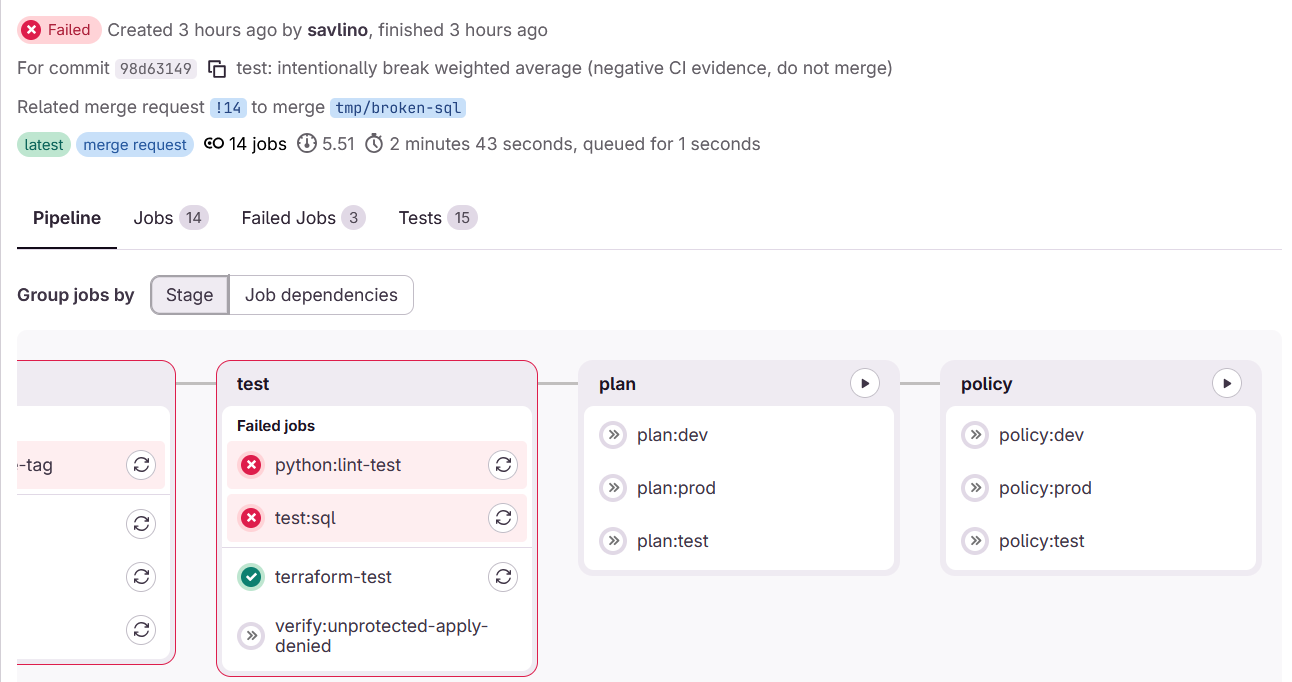 Failed Created 3 hours ago by savlino, finished 3 hours ago
For commit 98d63149 test: intentionally break weighted average (negative CI evidence, do not merge)
Related merge request !14 to merge tmp/broken-sql
latest merge request 14 jobs 5.51 2 minutes 43 seconds, queued for 1 seconds
Pipeline Jobs 14 Failed Jobs 3 Tests 15
Group jobs by Stage Job dependencies
-tag
test
Failed jobs
python:lint-test
test:sql
terraform-test
verify:unprotected-apply-
denied
plan
plan:dev
plan:prod
plan:test
policy
policy:dev
policy:prod
policy:test